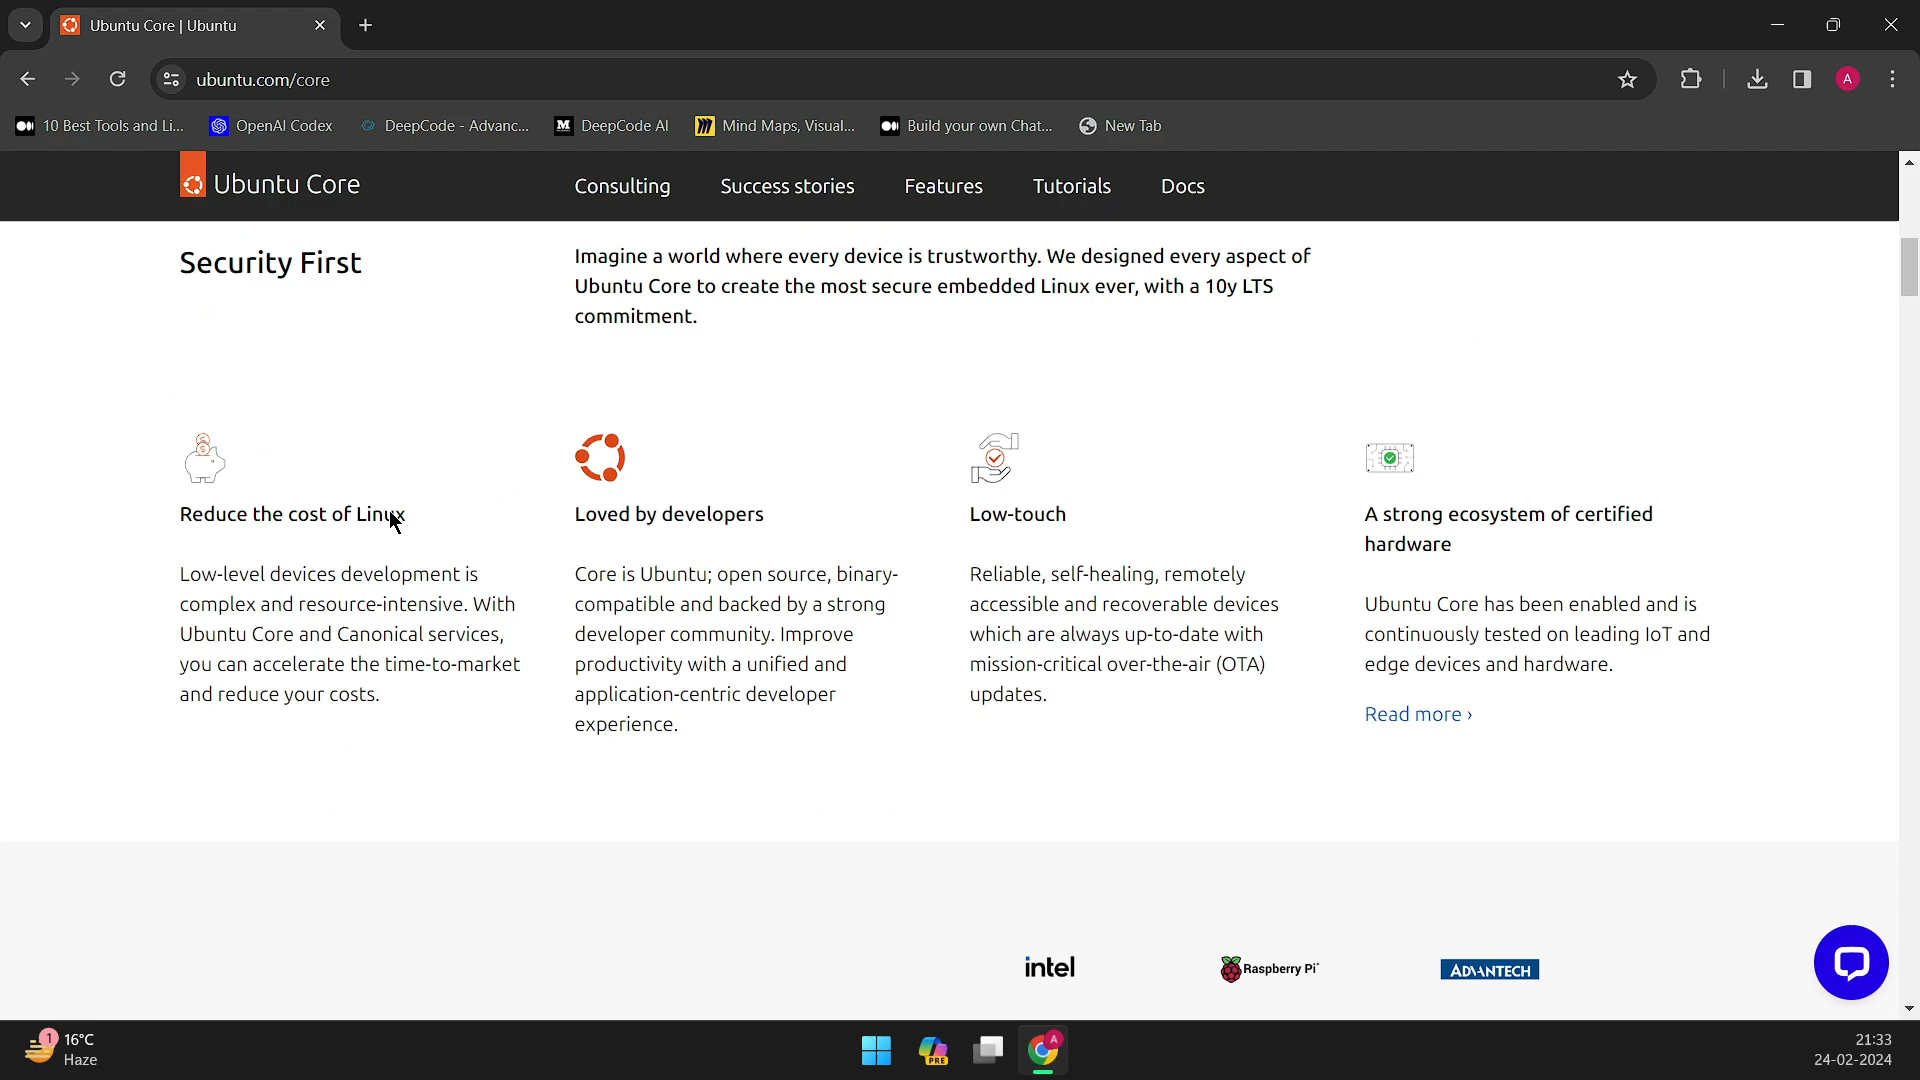 Ubuntu Core | Ubuntu
ubuntu.com/core
A
10 Best Tools and Li...
OpenAI Codex
DeepCode - Advanc...
DeepCode AI
Mind Maps, Visual...
Build your own Chat...
New Tab
Ubuntu Core
Consulting
Success stories
Features
Tutorials
Docs
Security First
Imagine a world where every device is trustworthy. We designed every aspect of
Ubuntu Core to create the most secure embedded Linux ever, with a 10y LTS
commitment.
Reduce the cost of Linux
Low-level devices development is
complex and resource-intensive. With
Ubuntu Core and Canonical services,
you can accelerate the time-to-market
and reduce your costs.
Loved by developers
Core is Ubuntu; open source, binary-
compatible and backed by a strong
developer community. Improve
productivity with a unified and
application-centric developer
experience.
Low-touch
Reliable, self-healing, remotely
accessible and recoverable devices
which are always up-to-date with
mission-critical over-the-air (OTA)
updates.
A strong ecosystem of certified
hardware
Ubuntu Core has been enabled and is
continuously tested on leading IoT and
edge devices and hardware.
Read more ›
intel
Raspberry Pi
ADVANTECH
1
16°C
Haze
PRE
A
21:33
24-02-2024